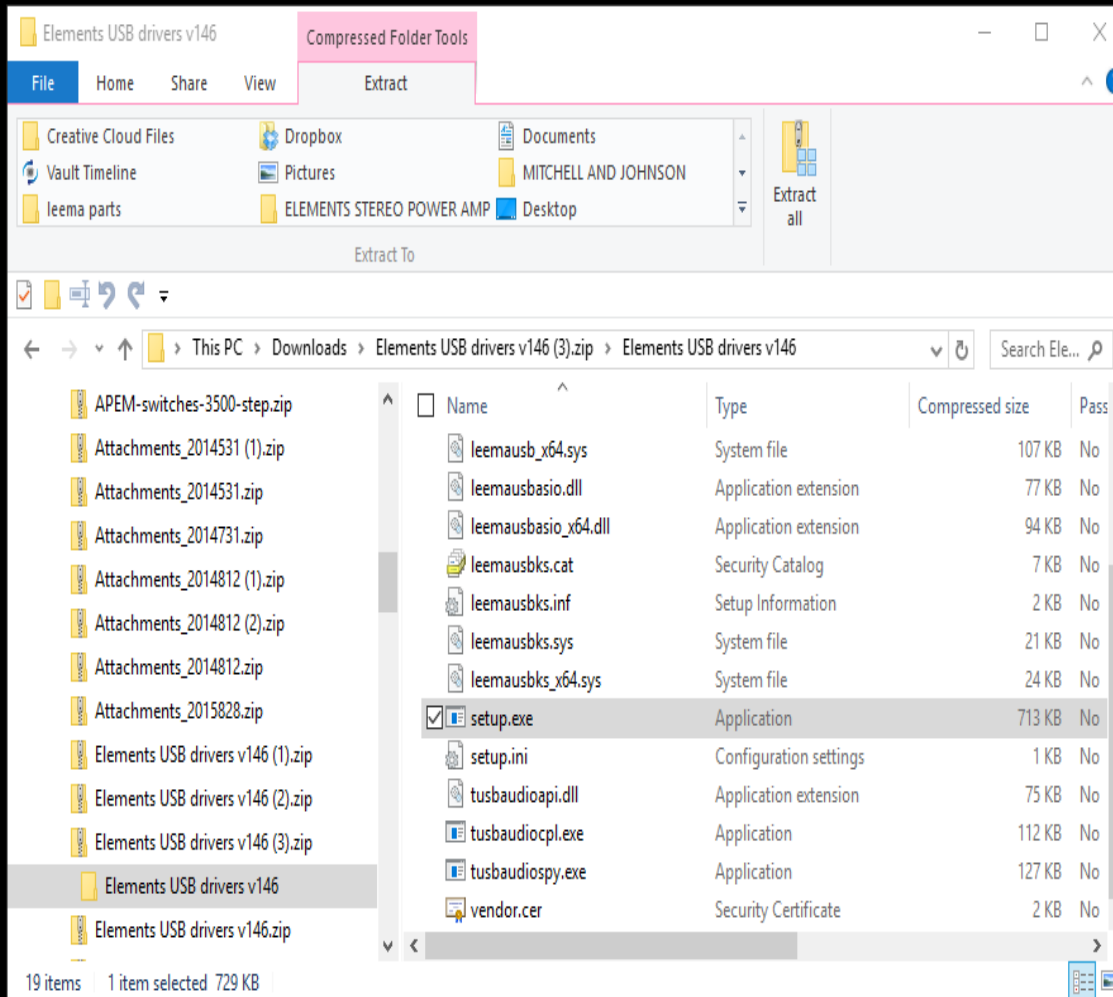 Elements USB drivers v146
Compressed Folder Tools
File Home Share View Extract
Creative Cloud Files Dropbox Documents
Vault Timeline Pictures MITCHELL AND JOHNSON
leema parts ELEMENTS STEREO POWER AMP Desktop
Extract all
Extract To
This PC Downloads Elements USB drivers v146 (3).zip Elements USB drivers v146
Search Ele...
APEM-switches-3500-step.zip
Attachments_2014531 (1).zip
Attachments_2014531.zip
Attachments_2014731.zip
Attachments_2014812 (1).zip
Attachments_2014812 (2).zip
Attachments_2014812.zip
Attachments_2015828.zip
Elements USB drivers v146 (1).zip
Elements USB drivers v146 (2).zip
Elements USB drivers v146 (3).zip
Elements USB drivers v146
Elements USB drivers v146.zip
Name Type Compressed size Pass
leemausb_x64.sys System file 107 KB No
leemausbasio.dll Application extension 77 KB No
leemausbasio_x64.dll Application extension 94 KB No
leemausbks.cat Security Catalog 7 KB No
leemausbks.inf Setup Information 2 KB No
leemausbks.sys System file 21 KB No
leemausbks_x64.sys System file 24 KB No
setup.exe Application 713 KB No
setup.ini Configuration settings 1 KB No
tusbaudioapi.dll Application extension 75 KB No
tusbaudiocpl.exe Application 112 KB No
tusbaudiospy.exe Application 127 KB No
vendor.cer Security Certificate 2 KB No
19 items 1 item selected 729 KB